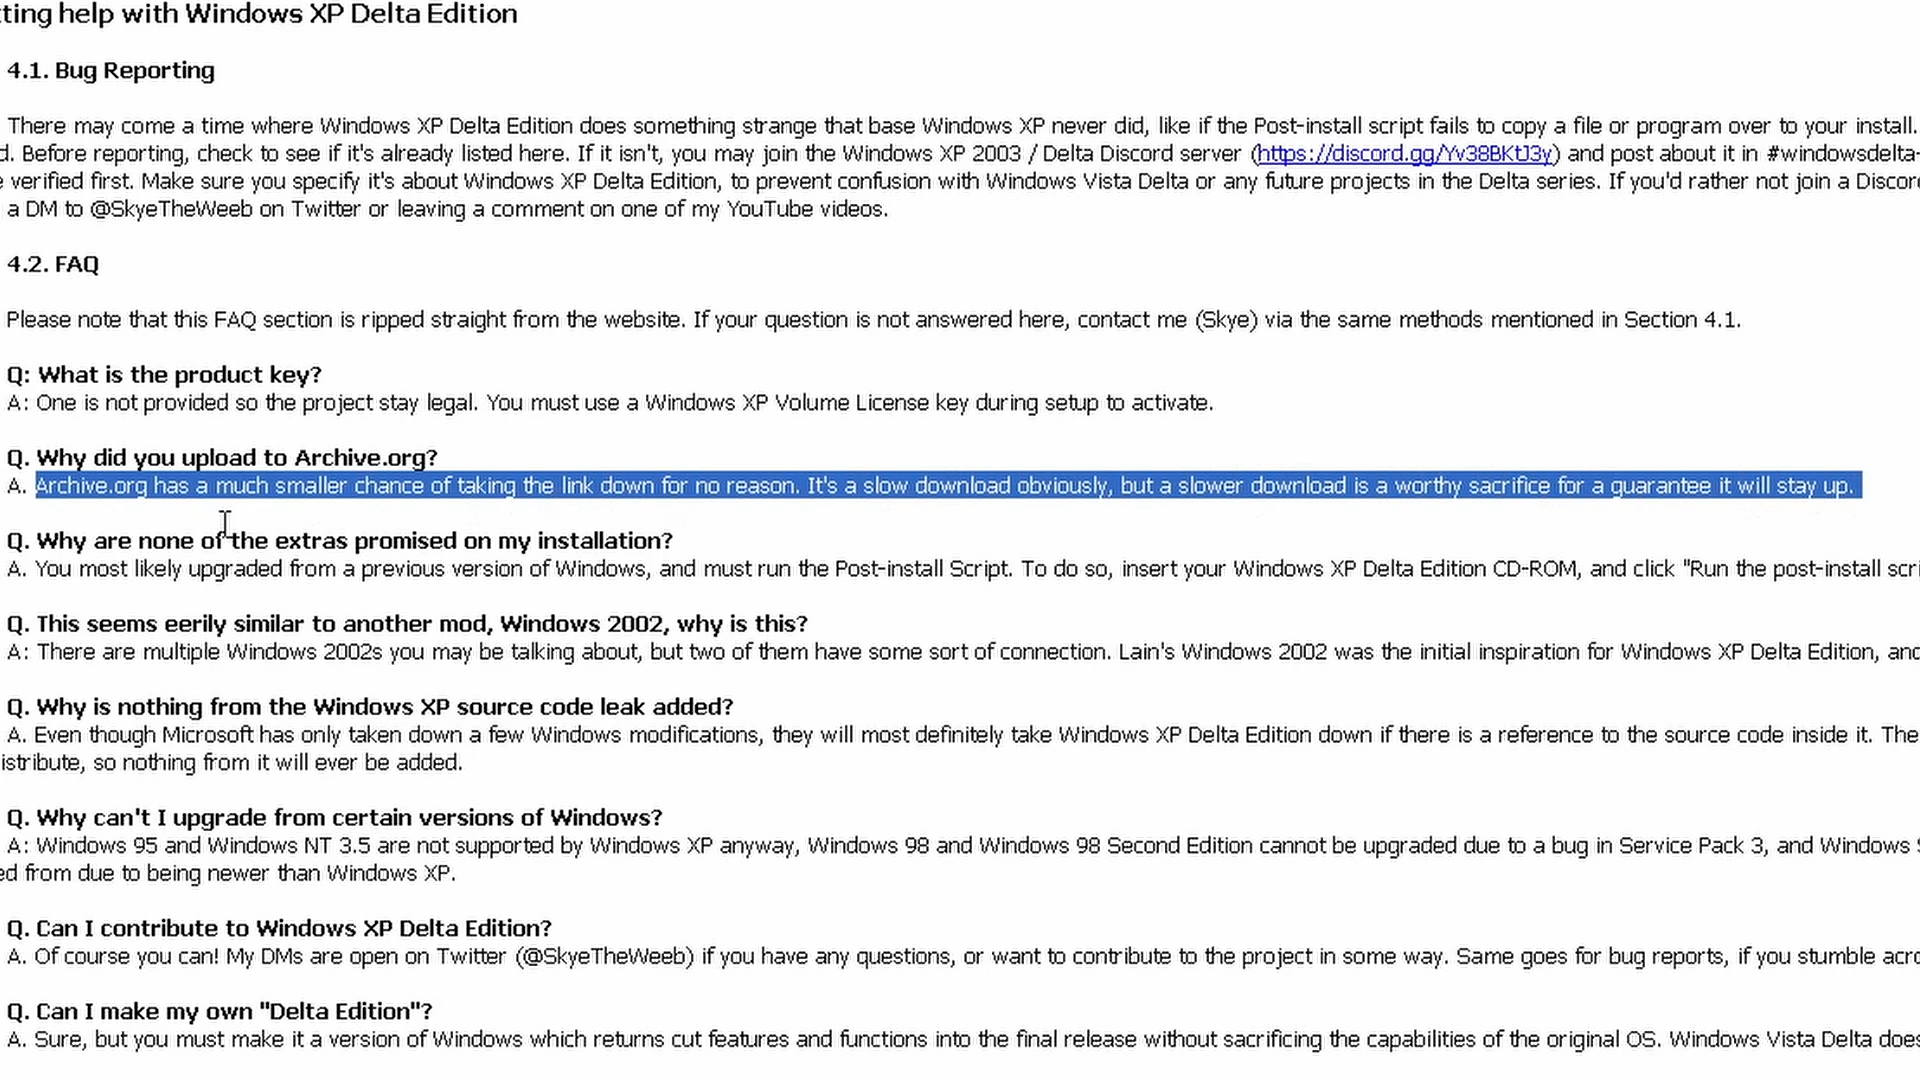 ting help with Windows XP Delta Edition
4.1. Bug Reporting
There may come a time where Windows XP Delta Edition does something strange that base Windows XP never did, like if the Post-install script fails to copy a file or program over to your install.
d. Before reporting, check to see if it's already listed here. If it isn't, you may join the Windows XP 2003 / Delta Discord server (https://discord.gg/Yv38BKtJ3y) and post about it in #windowsdelta-
e verified first. Make sure you specify it's about Windows XP Delta Edition, to prevent confusion with Windows Vista Delta or any future projects in the Delta series. If you'd rather not join a Discor
a DM to @SkyeTheWeeb on Twitter or leaving a comment on one of my YouTube videos.
4.2. FAQ
Please note that this FAQ section is ripped straight from the website. If your question is not answered here, contact me (Skye) via the same methods mentioned in Section 4.1.
Q: What is the product key?
A: One is not provided so the project stay legal. You must use a Windows XP Volume License key during setup to activate.
Q. Why did you upload to Archive.org?
A. Archive.org has a much smaller chance of taking the link down for no reason. It's a slow download obviously, but a slower download is a worthy sacrifice for a guarantee it will stay up.
Q. Why are none of the extras promised on my installation?
A. You most likely upgraded from a previous version of Windows, and must run the Post-install Script. To do so, insert your Windows XP Delta Edition CD-ROM, and click "Run the post-install scri
Q. This seems eerily similar to another mod, Windows 2002, why is this?
A: There are multiple Windows 2002s you may be talking about, but two of them have some sort of connection. Lain's Windows 2002 was the initial inspiration for Windows XP Delta Edition, and
Q. Why is nothing from the Windows XP source code leak added?
A. Even though Microsoft has only taken down a few Windows modifications, they will most definitely take Windows XP Delta Edition down if there is a reference to the source code inside it. The
istribute, so nothing from it will ever be added.
Q. Why can't I upgrade from certain versions of Windows?
A: Windows 95 and Windows NT 3.5 are not supported by Windows XP anyway, Windows 98 and Windows 98 Second Edition cannot be upgraded due to a bug in Service Pack 3, and Windows S
ed from due to being newer than Windows XP.
Q. Can I contribute to Windows XP Delta Edition?
A. Of course you can! My DMs are open on Twitter (@SkyeTheWeeb) if you have any questions, or want to contribute to the project in some way. Same goes for bug reports, if you stumble acro
Q. Can I make my own "Delta Edition"?
A. Sure, but you must make it a version of Windows which returns cut features and functions into the final release without sacrificing the capabilities of the original OS. Windows Vista Delta does